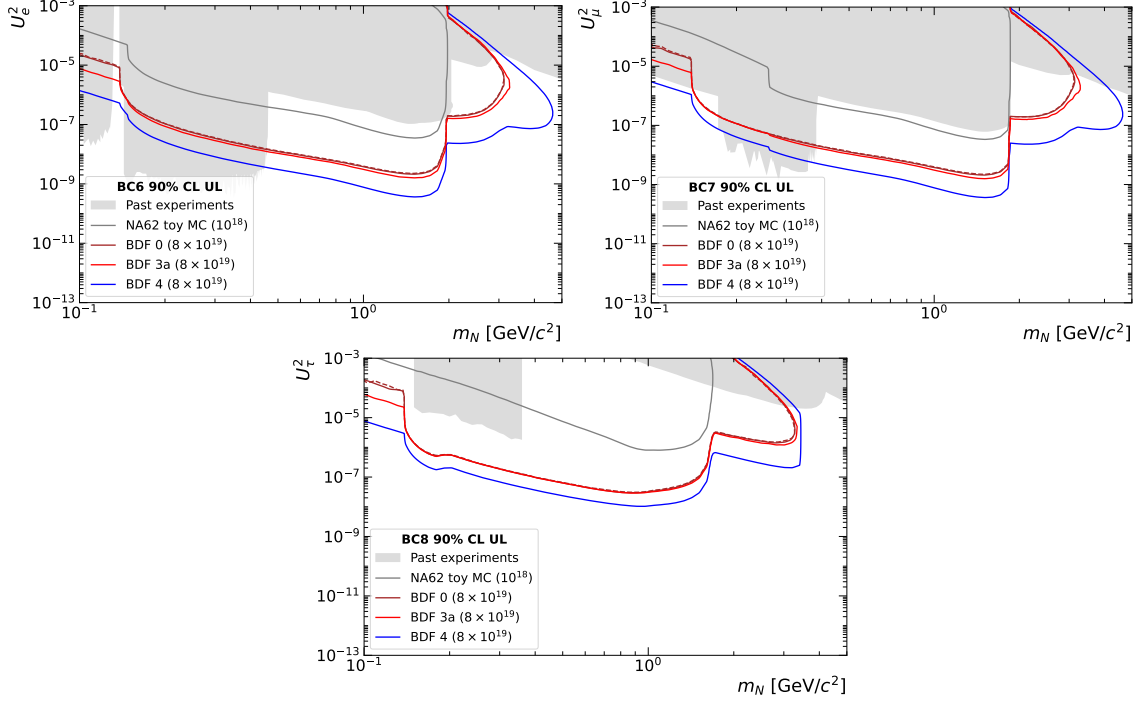 U_e^2
10^−3
10^−5
10^−7
10^−9
10^−11
10^−13
BC6 90% CL UL
Past experiments
NA62 toy MC (10^18)
BDF 0 (8 × 10^19)
BDF 3a (8 × 10^19)
BDF 4 (8 × 10^19)
10^−1
10^0
m_N [GeV/c^2]
U_μ^2
10^−3
10^−5
10^−7
10^−9
10^−11
10^−13
BC7 90% CL UL
Past experiments
NA62 toy MC (10^18)
BDF 0 (8 × 10^19)
BDF 3a (8 × 10^19)
BDF 4 (8 × 10^19)
10^−1
10^0
m_N [GeV/c^2]
U_τ^2
10^−3
10^−5
10^−7
10^−9
10^−11
10^−13
BC8 90% CL UL
Past experiments
NA62 toy MC (10^18)
BDF 0 (8 × 10^19)
BDF 3a (8 × 10^19)
BDF 4 (8 × 10^19)
10^−1
10^0
m_N [GeV/c^2]